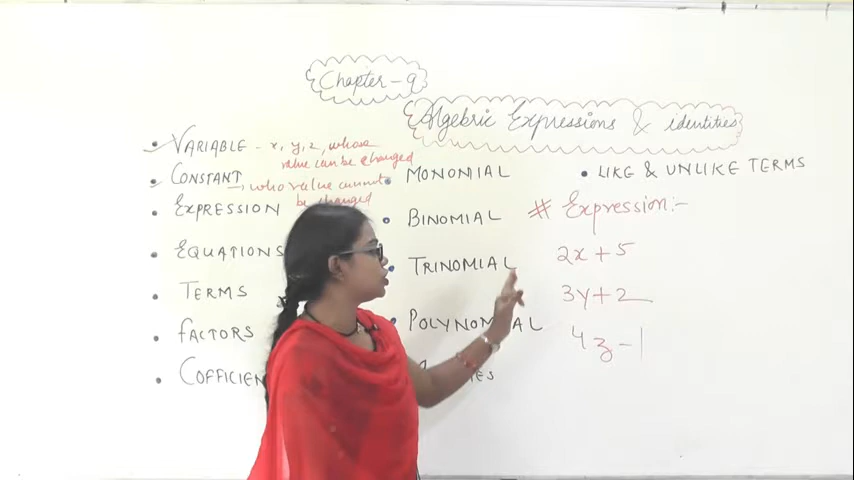 Chapter - 9
Algebric Expressions & identities
• VARIABLE - x, y, z, whose
value can be changed
• CONSTANT → who value cannot
be changed
• EXPRESSION
• EQUATIONS
• TERMS
• FACTORS
• COFFICIEN
• MONOMIAL
• BINOMIAL
• TRINOMIAL
• POLYNOMIAL
• LIKE & UNLIKE TERMS
# Expression:-
2x + 5
3y + 2
4z - 1